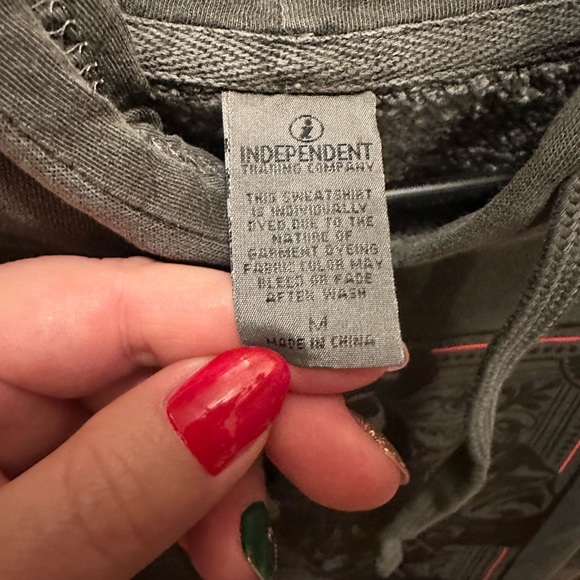 INDEPENDENT
TRADING COMPANY
THIS SWEATSHIRT
IS INDIVIDUALLY
DYED DUE TO THE
NATURE OF
GARMENT DYEING
FABRIC COLOR MAY
BLEED OR FADE
AFTER WASH
M
MADE IN CHINA